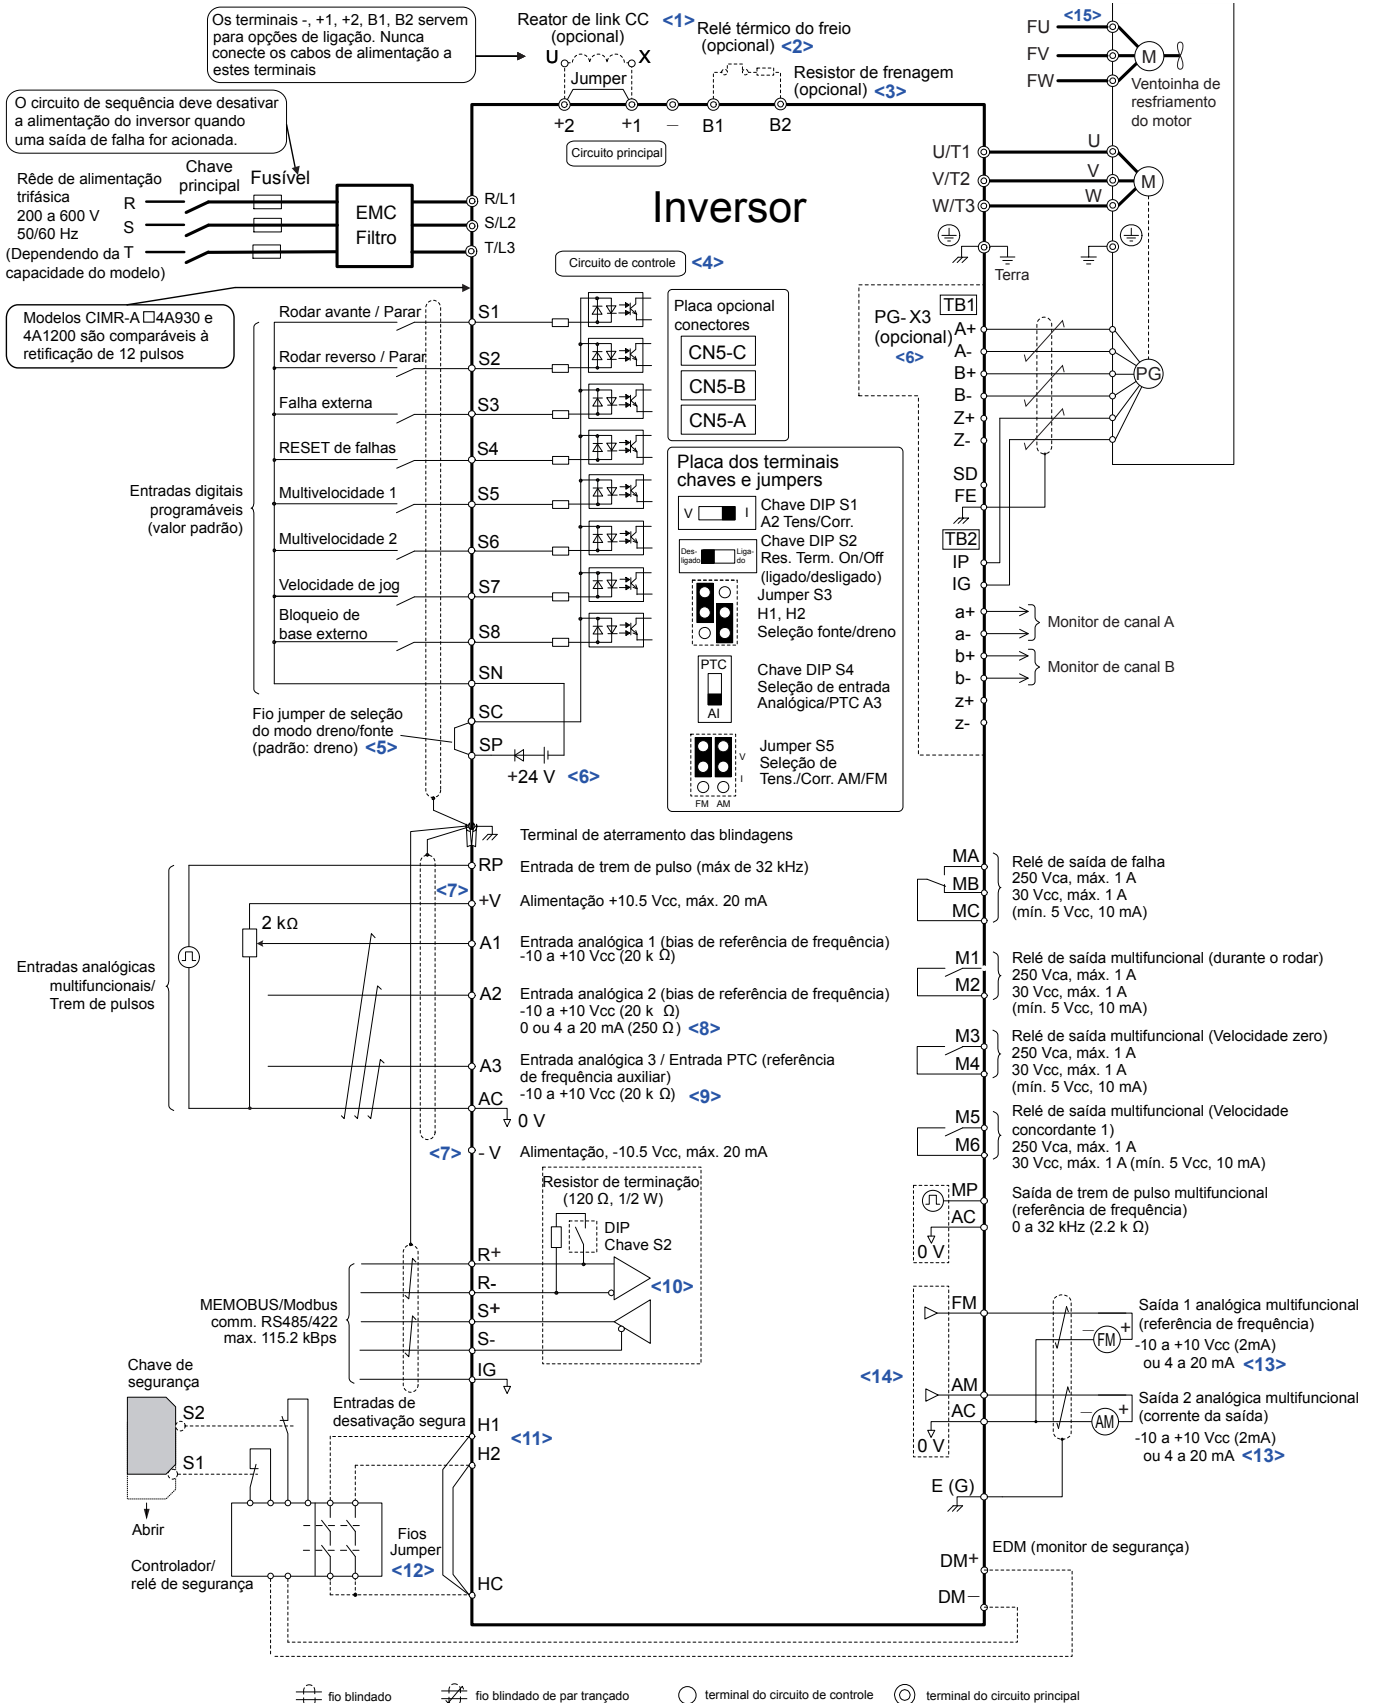 Os terminais -, +1, +2, B1, B2 servem
para opções de ligação. Nunca
conecte os cabos de alimentação a
estes terminais
Reator de link CC <1>
(opcional)
U X
Jumper
Relé térmico do freio
(opcional) <2>
Resistor de frenagem
(opcional) <3>
+2 +1 − B1 B2
Circuito principal
<15>
FU
FV
FW
M
Ventoinha de
resfriamento
do motor
O circuito de sequência deve desativar
a alimentação do inversor quando
uma saída de falha for acionada.
Rêde de alimentação
trifásica
200 a 600 V
50/60 Hz
(Dependendo da
capacidade do modelo)
R
S
T
Chave
principal
Fusível
EMC
Filtro
R/L1
S/L2
T/L3
Inversor
U/T1
V/T2
W/T3
U
V
W
M
Terra
Modelos CIMR-A□4A930 e
4A1200 são comparáveis à
retificação de 12 pulsos
Circuito de controle <4>
Entradas digitais
programáveis
(valor padrão)
Rodar avante / Parar S1
Rodar reverso / Parar S2
Falha externa S3
RESET de falhas S4
Multivelocidade 1 S5
Multivelocidade 2 S6
Velocidade de jog S7
Bloqueio de
base externo S8
SN
SC
SP
Fio jumper de seleção
do modo dreno/fonte
(padrão: dreno) <5>
+24 V <6>
Placa opcional
conectores
CN5-C
CN5-B
CN5-A
Placa dos terminais
chaves e jumpers
V I
Chave DIP S1
A2 Tens/Corr.
Des-
ligado
Liga-
do
Chave DIP S2
Res. Term. On/Off
(ligado/desligado)
Jumper S3
H1, H2
Seleção fonte/dreno
PTC
AI
Chave DIP S4
Seleção de entrada
Analógica/PTC A3
V
I
FM AM
Jumper S5
Seleção de
Tens./Corr. AM/FM
PG-X3
(opcional)
<6>
TB1
A+
A-
B+
B-
Z+
Z-
SD
FE
PG
TB2
IP
IG
a+
a-
Monitor de canal A
b+
b-
Monitor de canal B
z+
z-
Terminal de aterramento das blindagens
Entradas analógicas
multifuncionais/
Trem de pulsos
2 kΩ
RP Entrada de trem de pulso (máx de 32 kHz)
<7>
+V Alimentação +10.5 Vcc, máx. 20 mA
A1 Entrada analógica 1 (bias de referência de frequência)
-10 a +10 Vcc (20 k Ω)
A2 Entrada analógica 2 (bias de referência de frequência)
-10 a +10 Vcc (20 k Ω)
0 ou 4 a 20 mA (250 Ω) <8>
A3 Entrada analógica 3 / Entrada PTC (referência
de frequência auxiliar)
-10 a +10 Vcc (20 k Ω) <9>
AC
0 V
<7> - V Alimentação, -10.5 Vcc, máx. 20 mA
MA
MB
MC
Relé de saída de falha
250 Vca, máx. 1 A
30 Vcc, máx. 1 A
(mín. 5 Vcc, 10 mA)
M1
M2
Relé de saída multifuncional (durante o rodar)
250 Vca, máx. 1 A
30 Vcc, máx. 1 A
(mín. 5 Vcc, 10 mA)
M3
M4
Relé de saída multifuncional (Velocidade zero)
250 Vca, máx. 1 A
30 Vcc, máx. 1 A
(mín. 5 Vcc, 10 mA)
M5
M6
Relé de saída multifuncional (Velocidade
concordante 1)
250 Vca, máx. 1 A
30 Vcc, máx. 1 A (mín. 5 Vcc, 10 mA)
MP
AC
0 V
Saída de trem de pulso multifuncional
(referência de frequência)
0 a 32 kHz (2.2 k Ω)
Resistor de terminação
(120 Ω, 1/2 W)
DIP
Chave S2
<10>
MEMOBUS/Modbus
comm. RS485/422
max. 115.2 kBps
R+
R-
S+
S-
IG
<14>
FM
AM
AC
0 V
E (G)
− +
FM
Saída 1 analógica multifuncional
(referência de frequência)
-10 a +10 Vcc (2mA)
ou 4 a 20 mA <13>
− +
AM
Saída 2 analógica multifuncional
(corrente da saída)
-10 a +10 Vcc (2mA)
ou 4 a 20 mA <13>
Chave de
segurança
S2
S1
Abrir
Controlador/
relé de segurança
Entradas de
desativação segura
H1 <11>
H2
Fios
Jumper
<12>
HC
EDM (monitor de segurança)
DM+
DM−
fio blindado
fio blindado de par trançado
terminal do circuito de controle
terminal do circuito principal